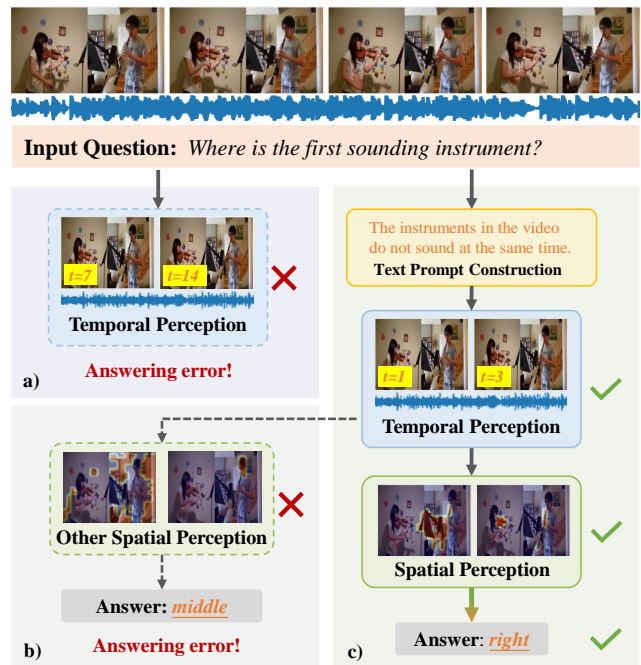 Input Question: Where is the first sounding instrument?
t=7
t=14
Temporal Perception
Answering error!
a)
The instruments in the video
do not sound at the same time.
Text Prompt Construction
t=1
t=3
Temporal Perception
Other Spatial Perception
Answer: middle
Answering error!
b)
Spatial Perception
Answer: right
c)